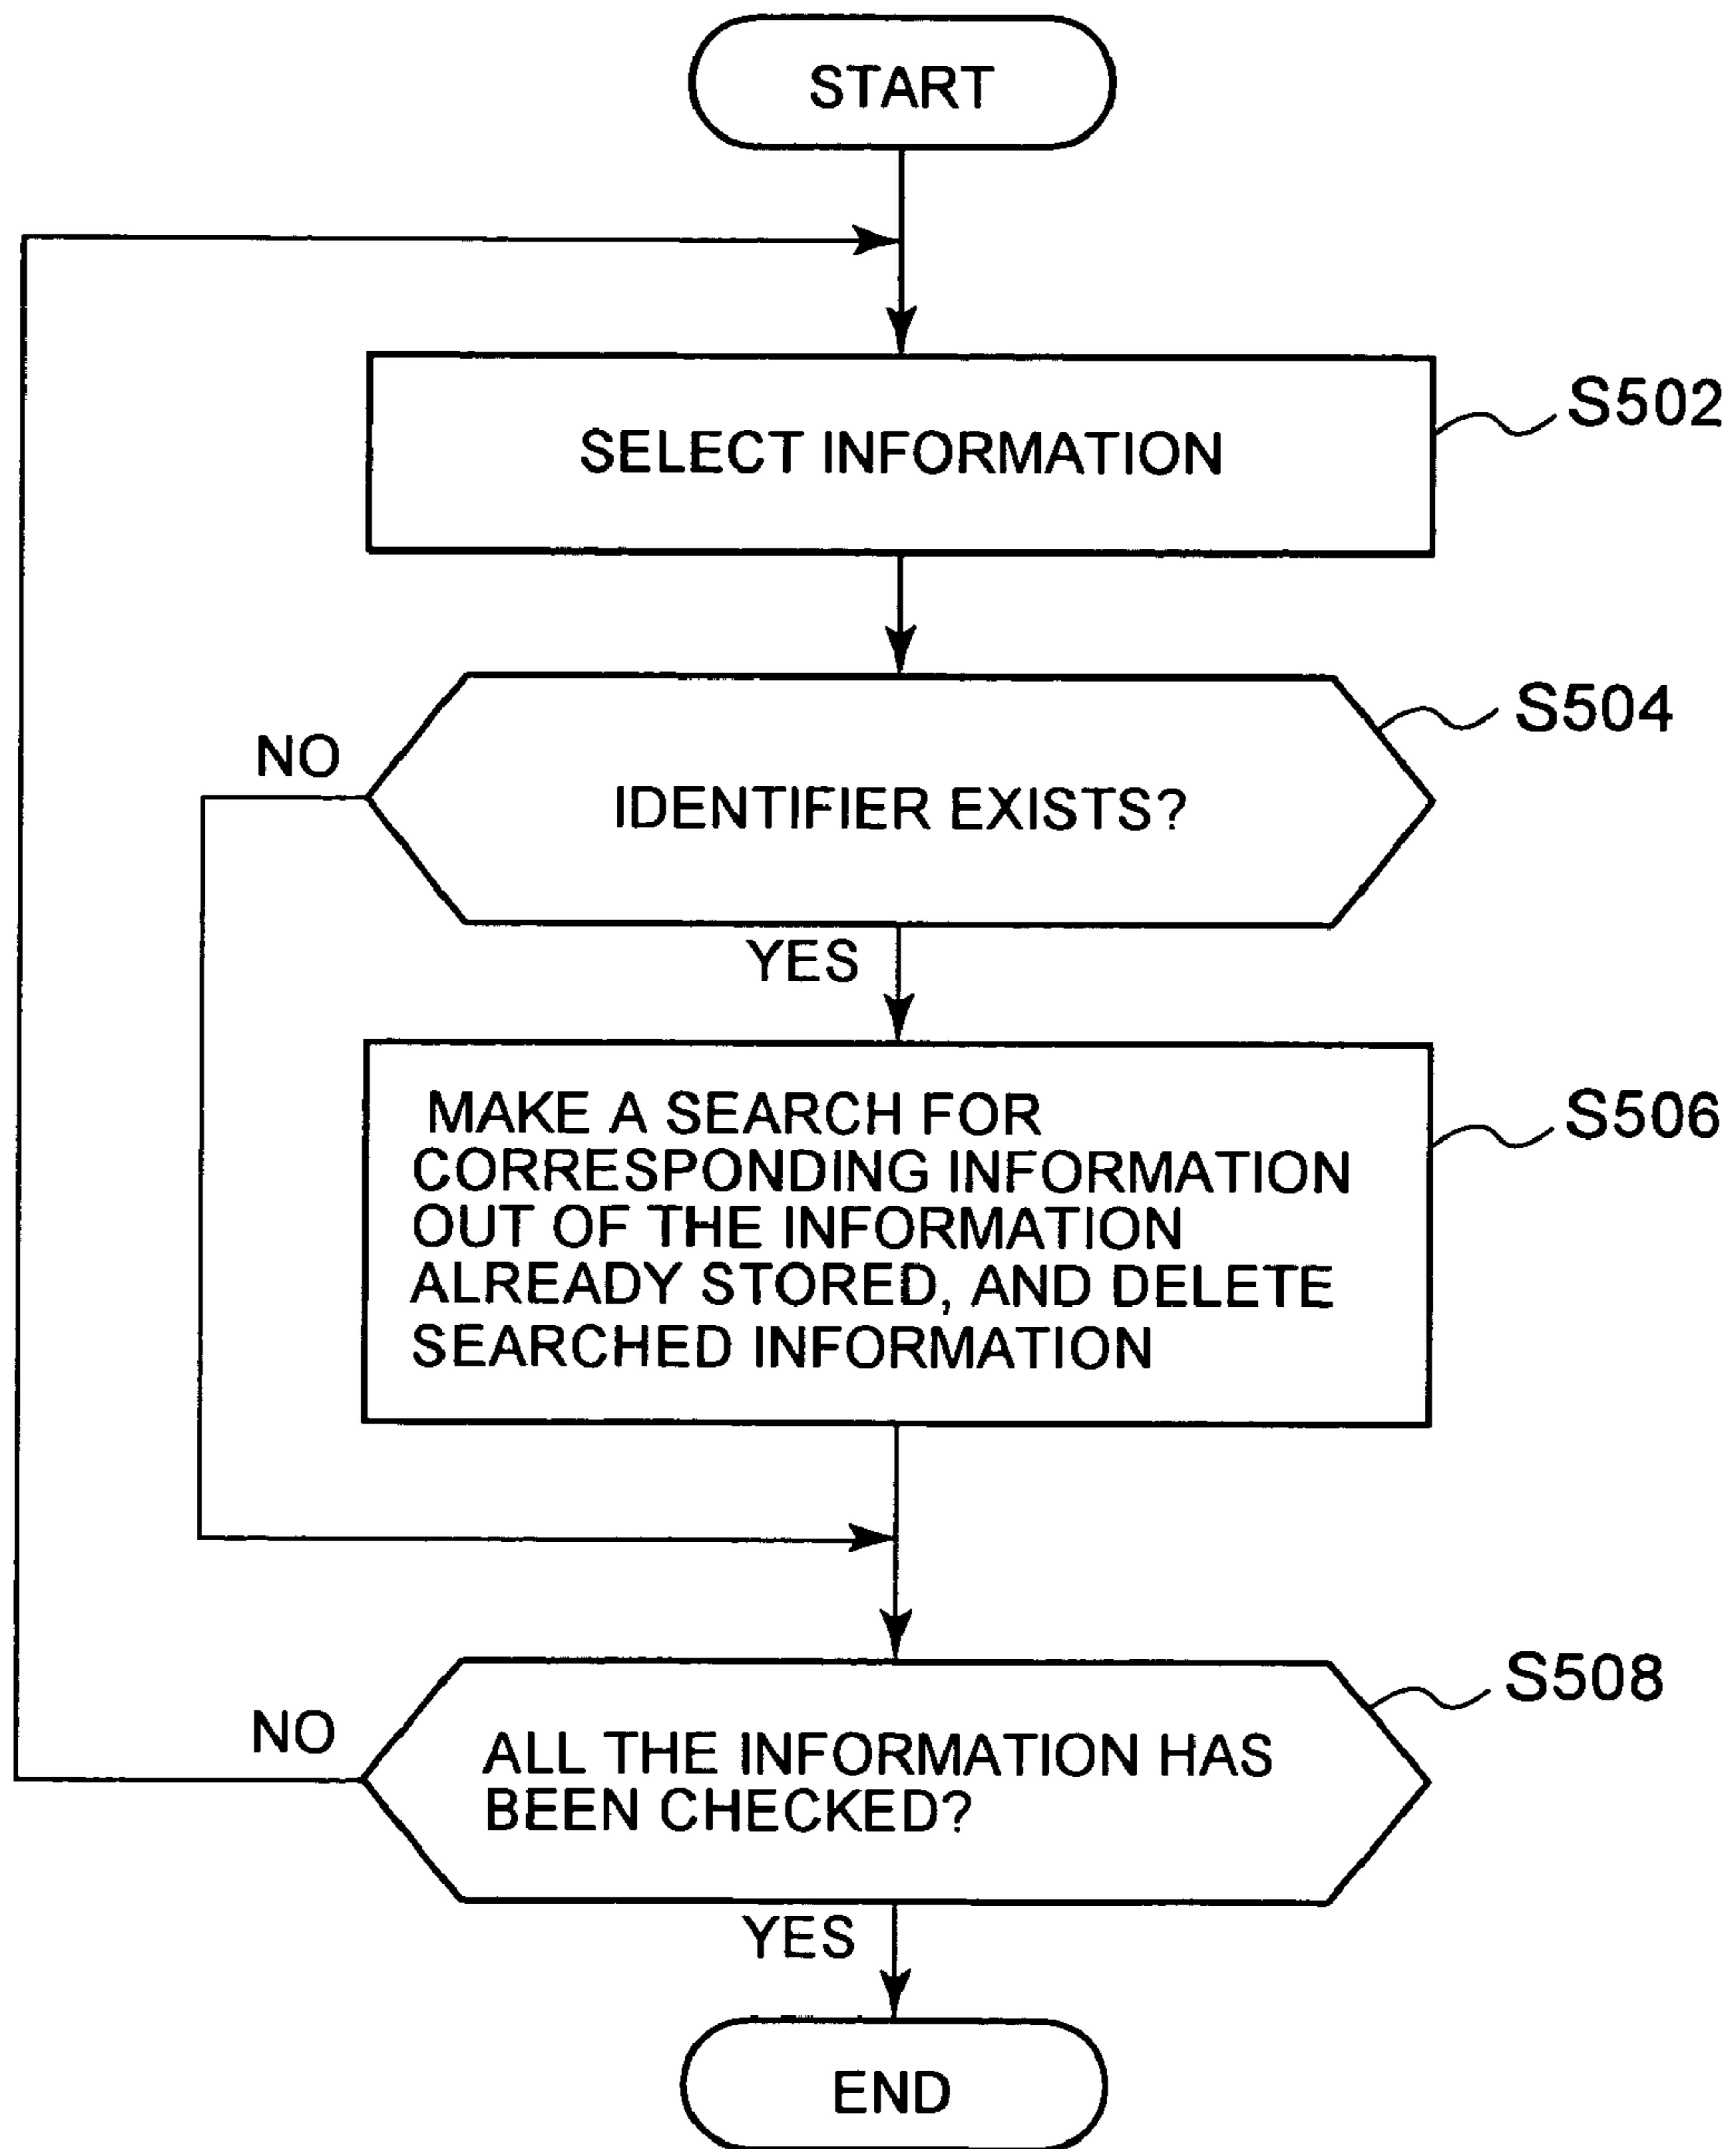 START
SELECT INFORMATION
S502
S504
NO
IDENTIFIER EXISTS?
YES
MAKE A SEARCH FOR
CORRESPONDING INFORMATION
OUT OF THE INFORMATION
ALREADY STORED, AND DELETE
SEARCHED INFORMATION
S506
S508
NO
ALL THE INFORMATION HAS
BEEN CHECKED?
YES
END